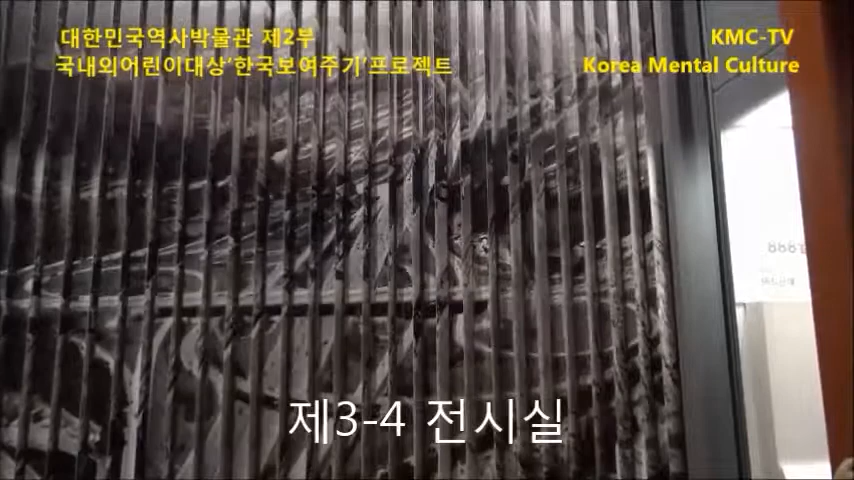 대한민국역사박물관 제2부
국내외어린이대상‘한국보여주기’프로젝트
KMC-TV
Korea Mental Culture
제3-4 전시실